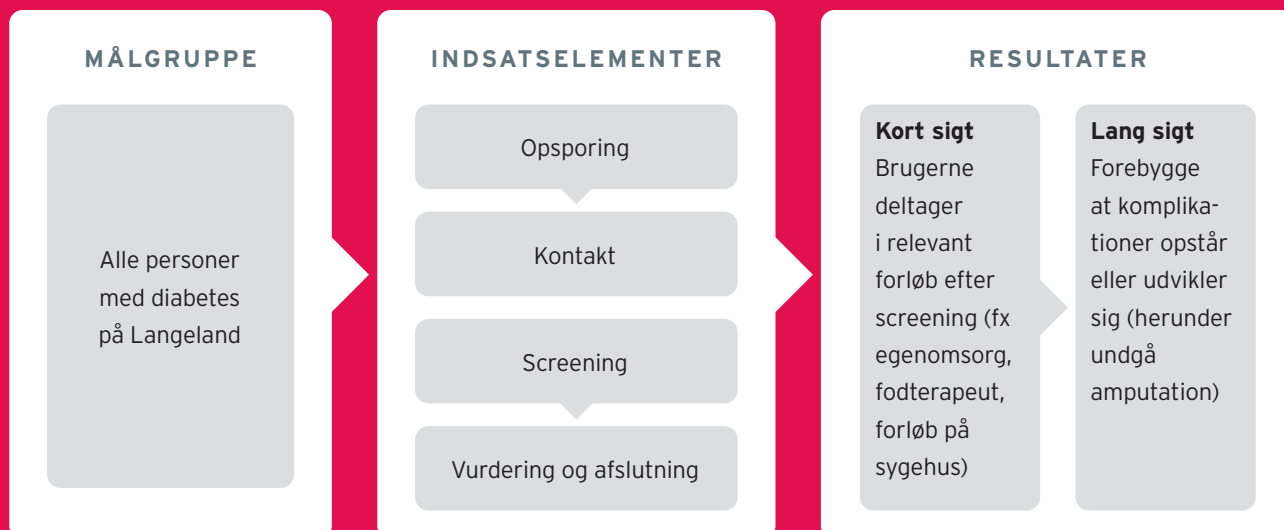 MÅLGRUPPE
Alle personer
med diabetes
på Langeland
INDSATSELEMENTER
Opsporing
Kontakt
Screening
Vurdering og afslutning
RESULTATER
Kort sigt
Brugerne
deltager
i relevant
forløb efter
screening (fx
egenomsorg,
fodterapeut,
forløb på
sygehus)
Lang sigt
Forebygge
at komplika-
tioner opstår
eller udvikler
sig (herunder
undgå
amputation)